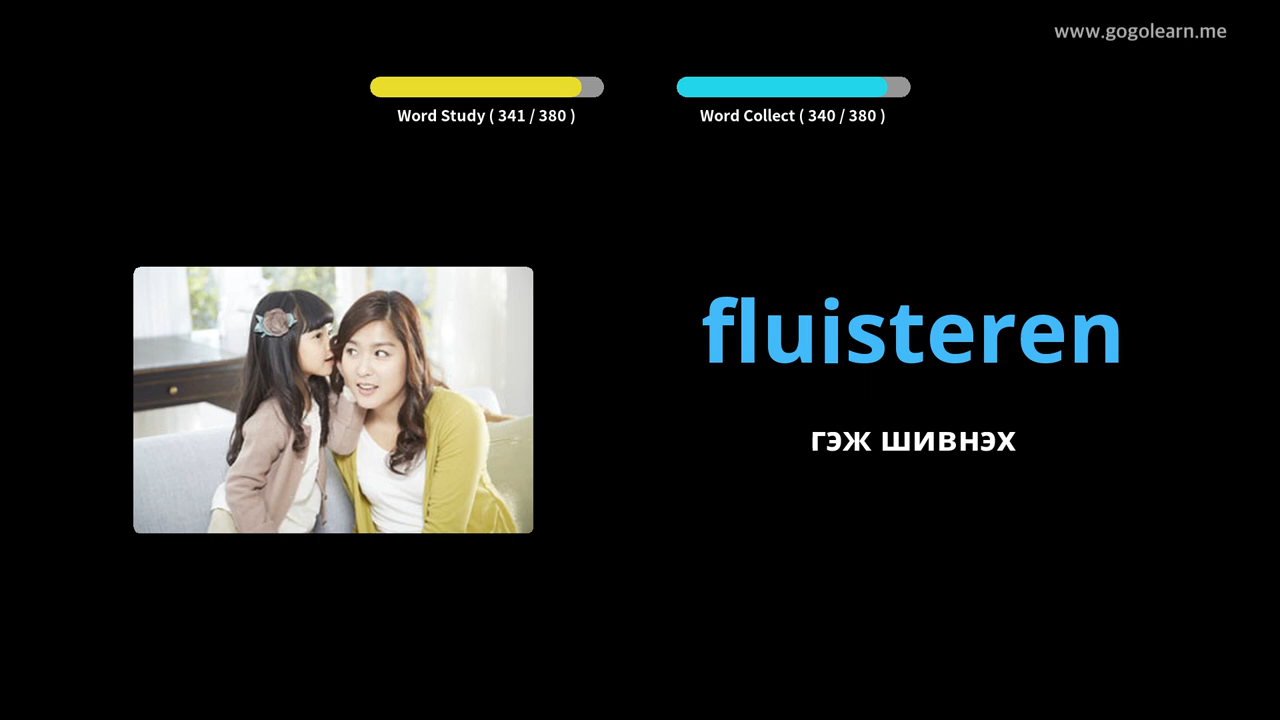 www.gogolearn.me
Word Study ( 341 / 380 )
Word Collect ( 340 / 380 )
fluisteren
гэж шивнэх